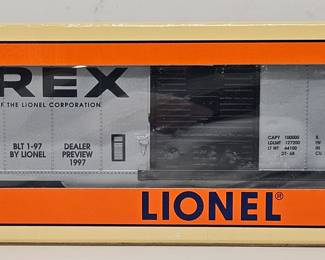 REX
F THE LIONEL CORPORATION
BLT 1-97
BY LIONEL
DEALER
PREVIEW
1997
CAPY 100000
LDLMT 127200
LT WT 44100
LIONEL®